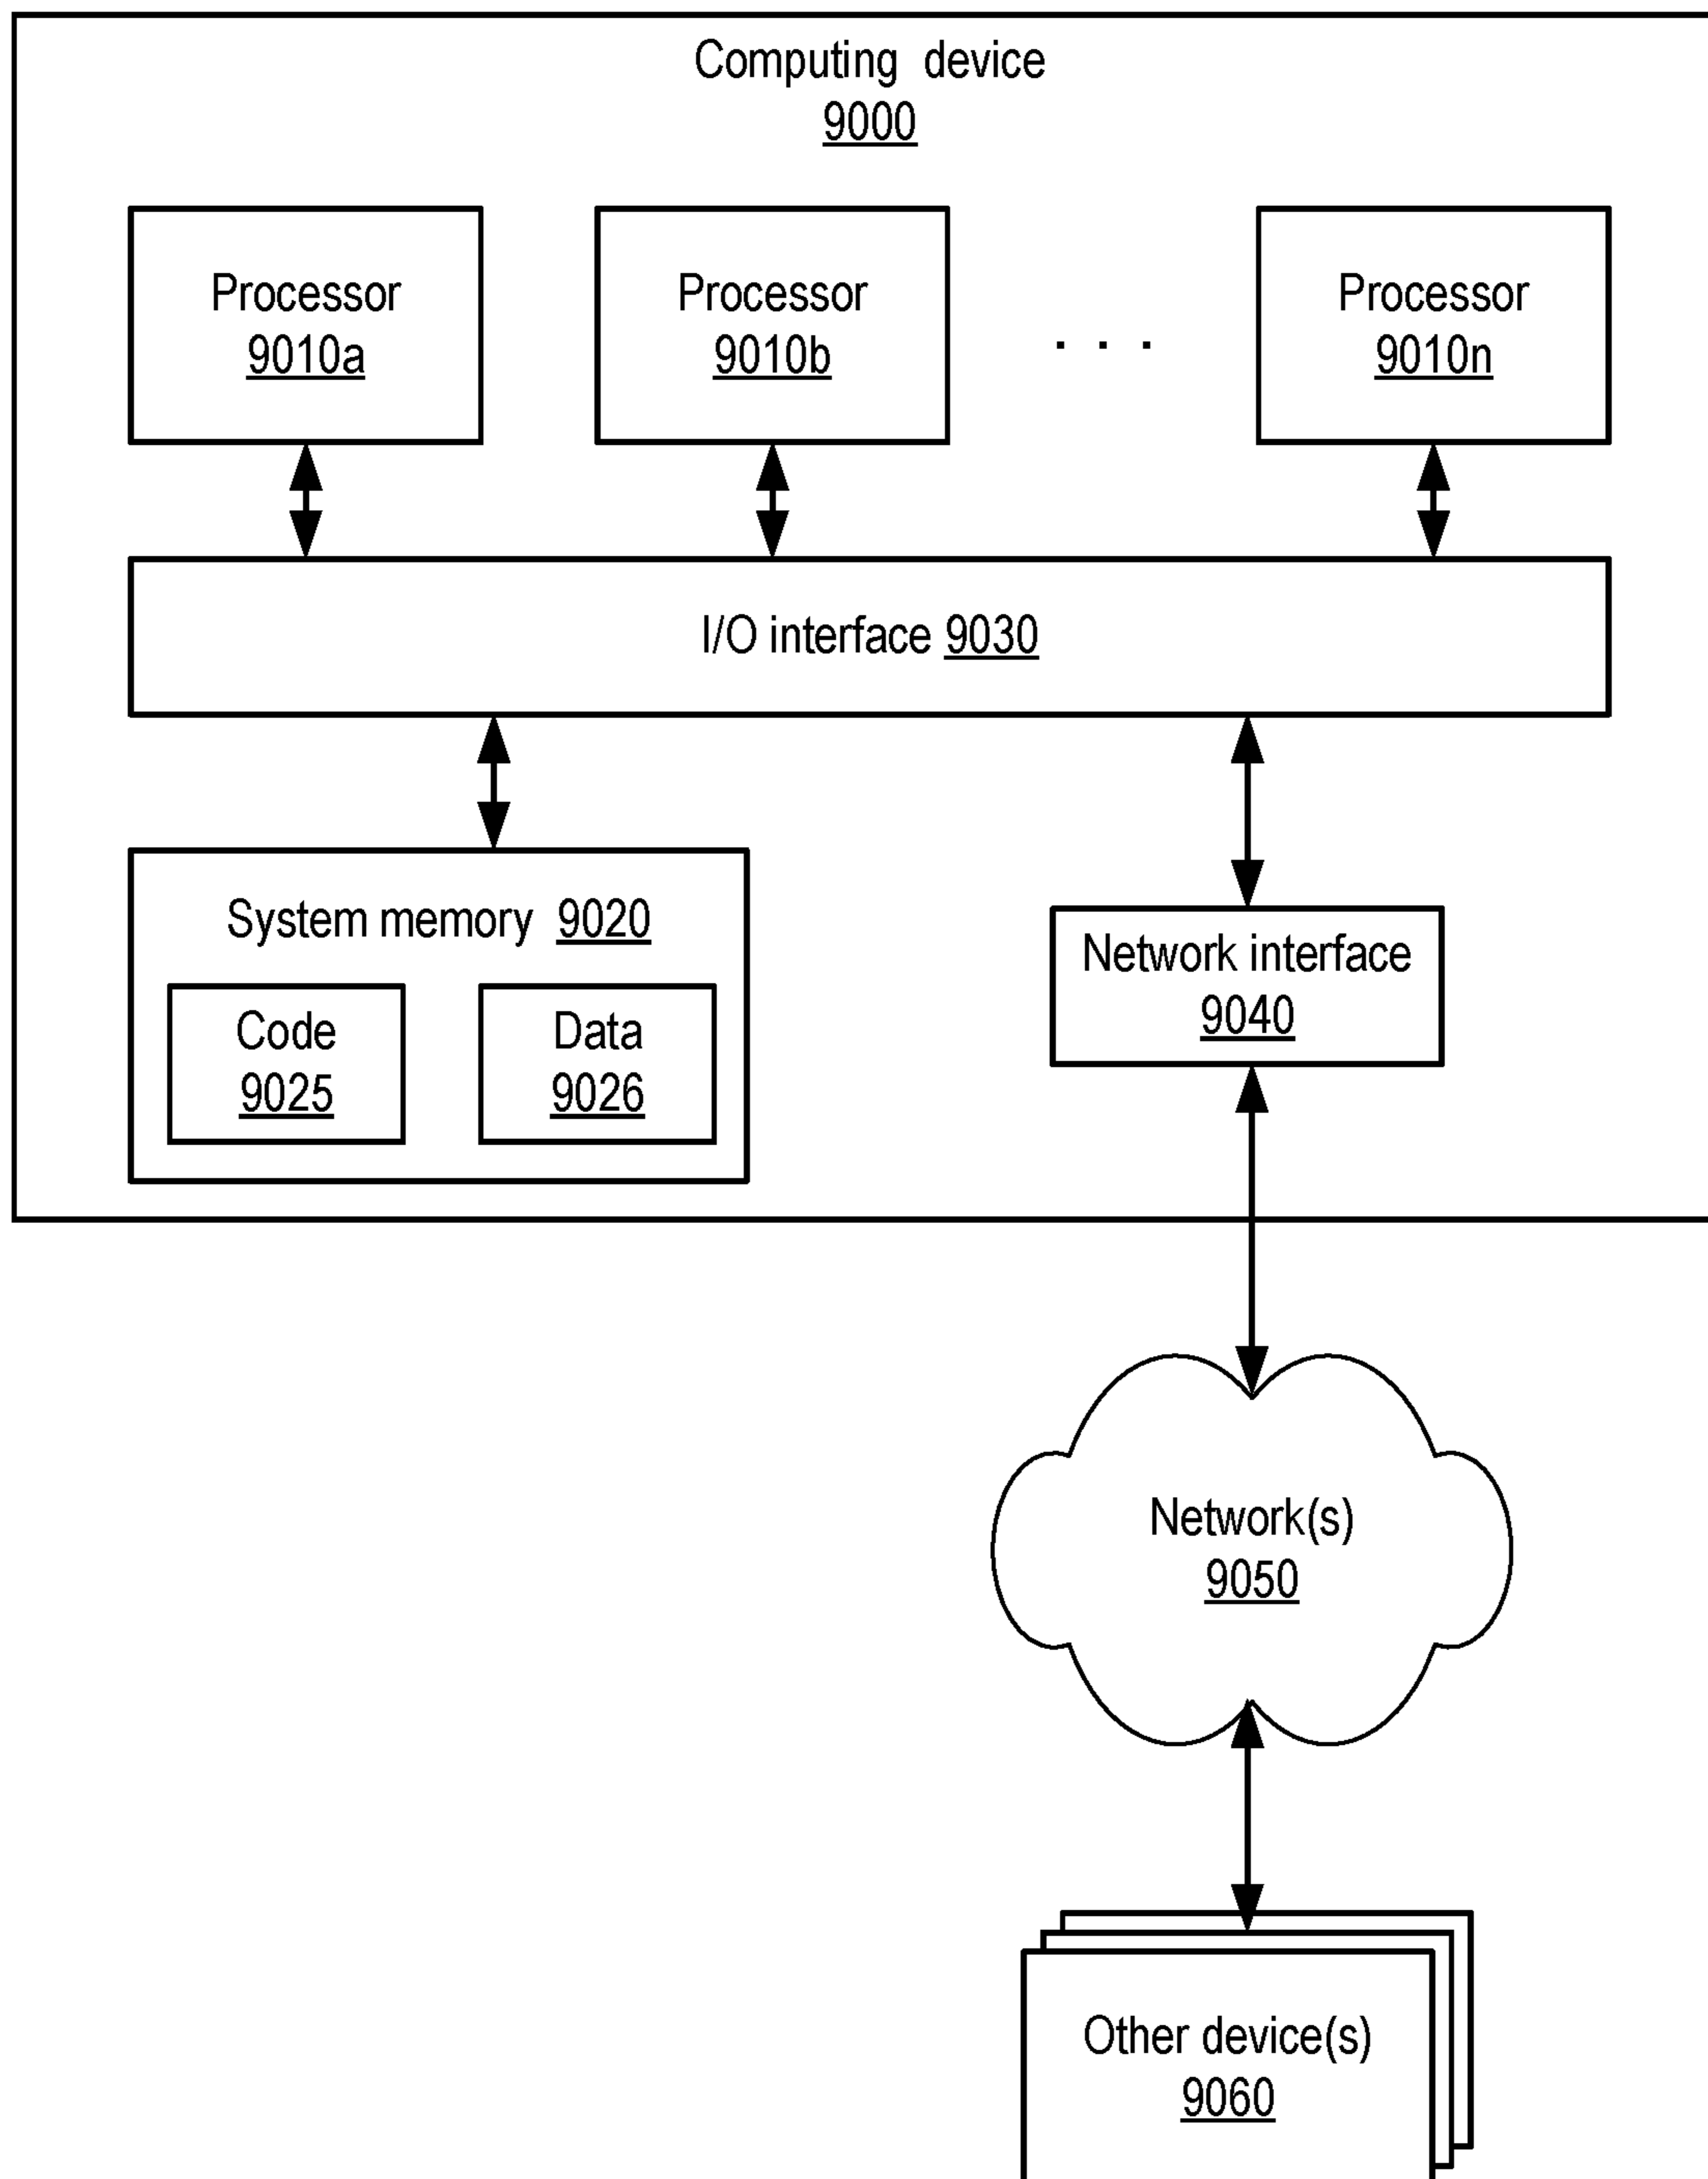 Computing device
9000
Processor
9010a
Processor
9010b
. . .
Processor
9010n
I/O interface 9030
System memory 9020
Code
9025
Data
9026
Network interface
9040
Network(s)
9050
Other device(s)
9060